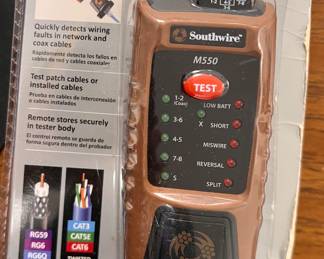 Quickly detects wiring
faults in network and
coax cables
Rapidamente detecta los fallos en
cables de red y cables coaxiales
Test patch cables or
installed cables
Prueba en cables de interconexión
o cables instalados
Remote stores securely
in tester body
El control remoto se guarda de
forma segura dentro del probador
RG59
RG6
RG6Q
CAT3
CAT5E
CAT6
Southwire
M550
TEST
1-2
(Coax)
3-6
4-5
7-8
S
LOW BATT
X
SHORT
MISWIRE
REVERSAL
SPLIT